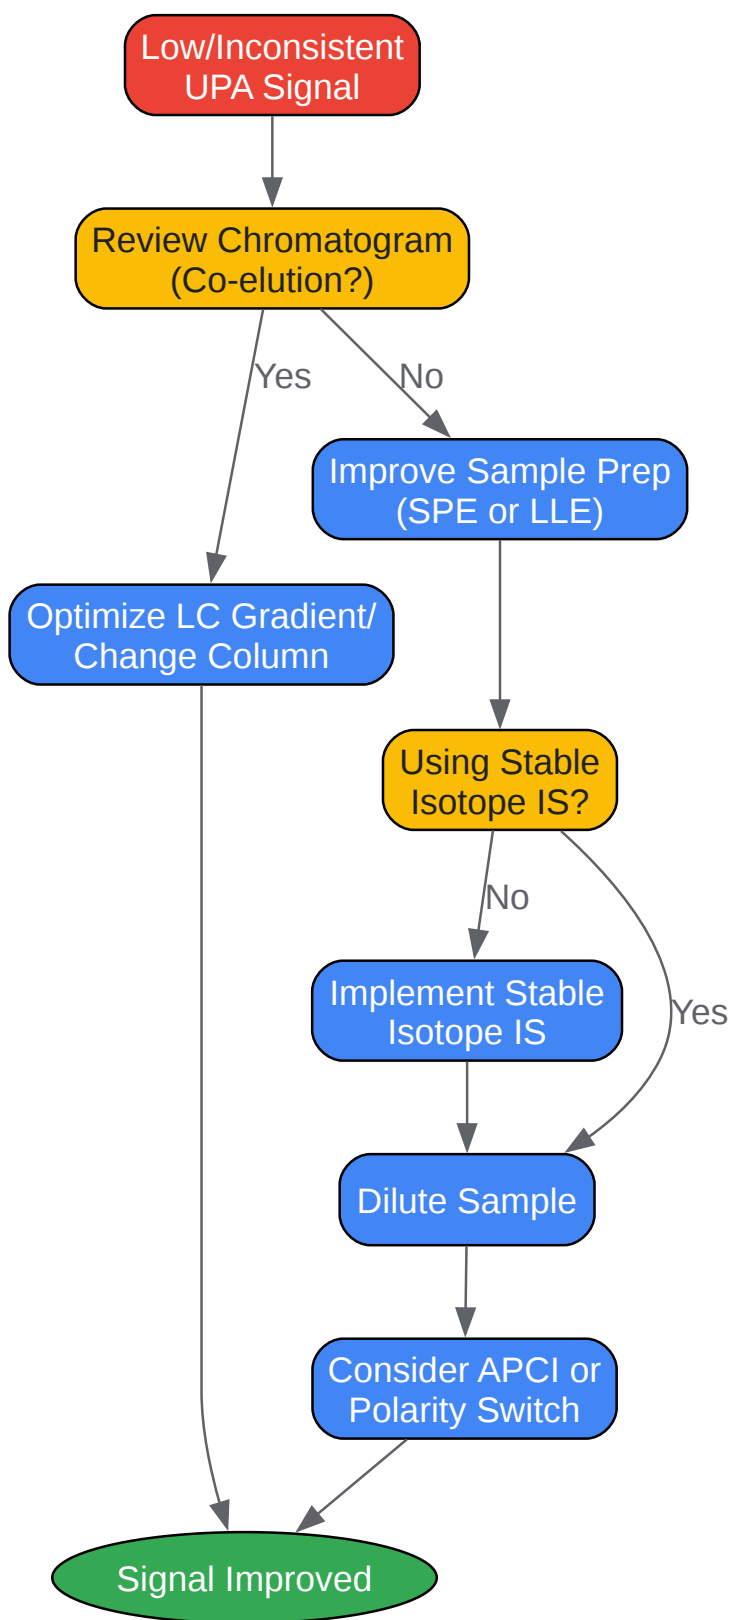 Low/Inconsistent
UPA Signal
Review Chromatogram
(Co-elution?)
Yes
No
Improve Sample Prep
(SPE or LLE)
Optimize LC Gradient/
Change Column
Using Stable
Isotope IS?
No
Implement Stable
Isotope IS
Yes
Dilute Sample
Consider APCI or
Polarity Switch
Signal Improved